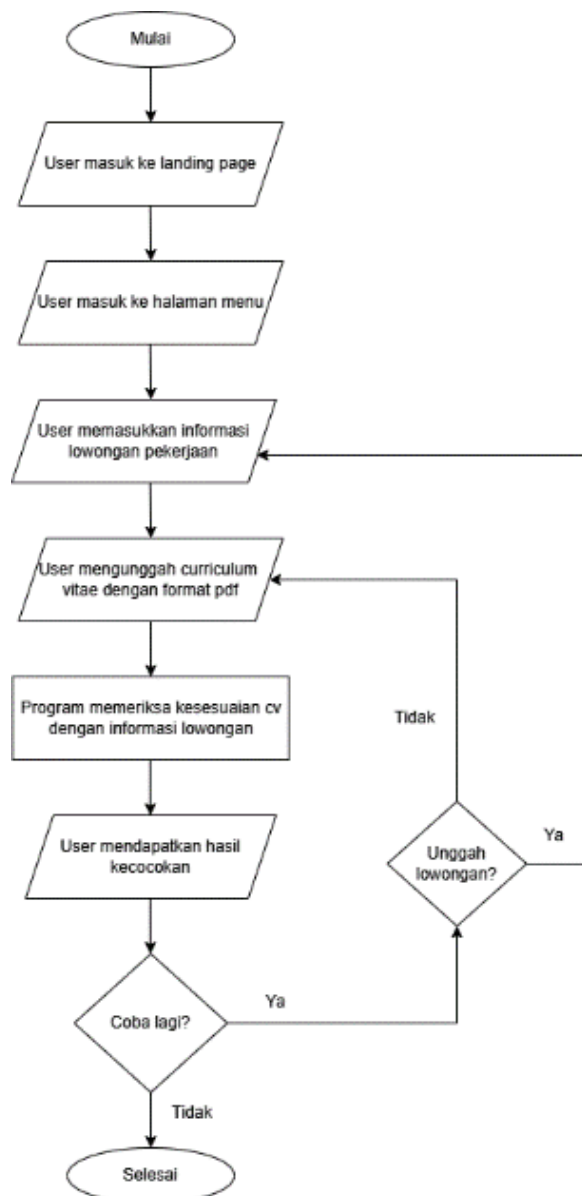 Mulai
User masuk ke landing page
User masuk ke halaman menu
User memasukkan informasi
lowongan pekerjaan
User mengunggah curriculum
vitae dengan format pdf
Program memeriksa kesesuaian cv
dengan informasi lowongan
Tidak
User mendapatkan hasil
kecocokan
Unggah
lowongan?
Ya
Coba lagi?
Ya
Tidak
Selesai